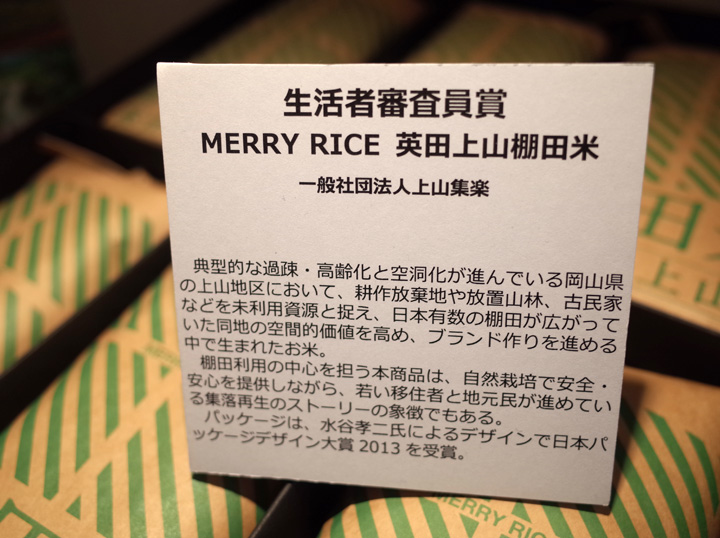 生活者審査員賞
MERRY RICE 英田上山棚田米
一般社団法人上山集楽
典型的な過疎・高齢化と空洞化が進んでいる岡山県
の上山地区において、耕作放棄地や放置山林、古民家
などを未利用資源と捉え、日本有数の棚田が広がって
いた同地の空間的価値を高め、ブランド作りを進める
中で生まれたお米。
棚田利用の中心を担う本商品は、自然栽培で安全・
安心を提供しながら、若い移住者と地元民が進めてい
る集落再生のストーリーの象徴でもある。
パッケージは、水谷孝二氏によるデザインで日本パ
ッケージデザイン大賞 2013 を受賞。
MERRY RIC